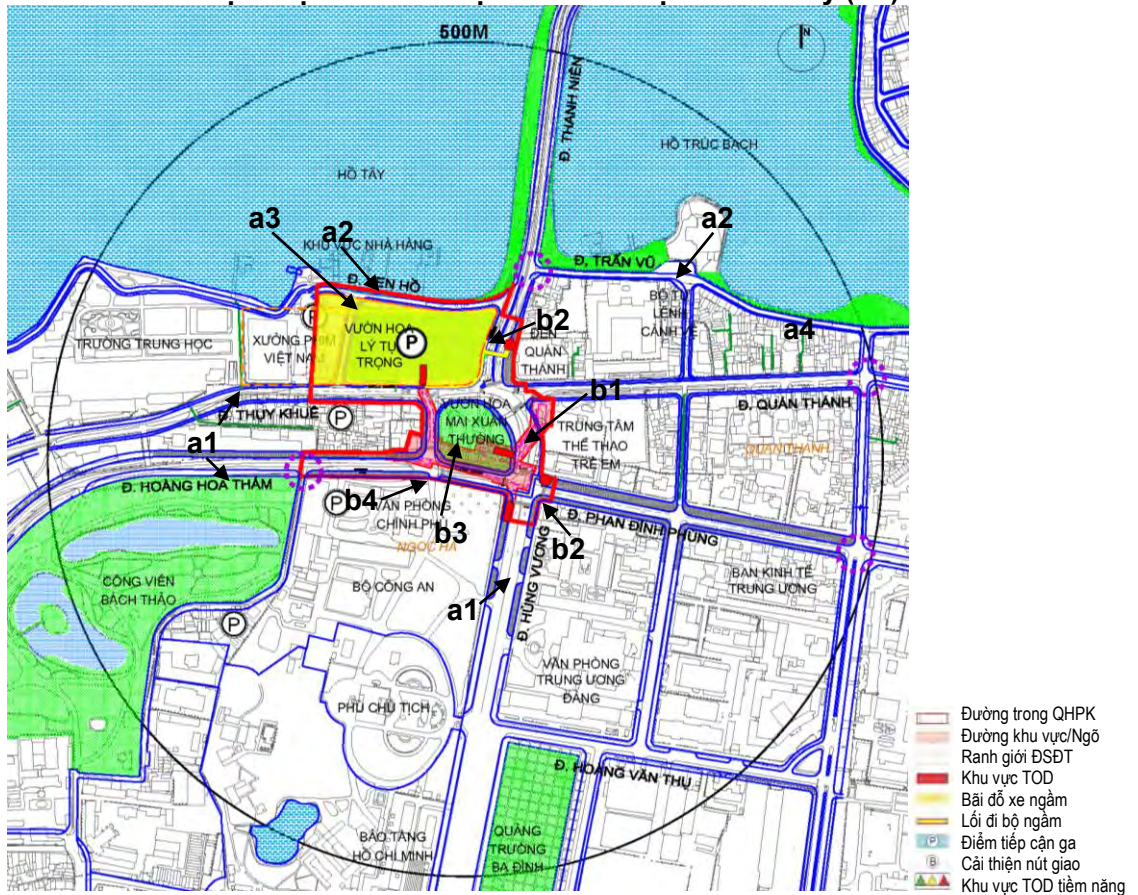 500M
N
Đ. THANH NIÊN
HỒ TRÚC BẠCH
HỒ TÂY
a3
a2
a2
KHU VỰC NHÀ HÀNG
Đ. TRẤN VŨ
BỘ TƯ
LỆNH
CẢNH VỆ
b2
a4
TRƯỜNG TRUNG HỌC
XƯỞNG PHIM
VIỆT NAM
P
VƯỜN HOA
LÝ TỰ
TRỌNG
P
ĐỀN
QUÁN
THÁNH
b1
Đ. THỤY KHUÊ
P
VƯỜN HOA
MAI XUÂN
THƯỞNG
Đ. QUÁN THÁNH
TRUNG TÂM
THỂ THAO
TRẺ EM
QUAN THANH
a1
Đ. HOÀNG HOA THÁM
b4
P
VĂN PHÒNG
CHÍNH PHỦ
b3
b2
Đ. PHAN ĐÌNH PHÙNG
NGỌC HÀ
CÔNG VIÊN
BÁCH THẢO
BỘ CÔNG AN
a1
Đ. HÙNG VƯƠNG
BAN KINH TẾ
TRUNG ƯƠNG
P
VĂN PHÒNG
TRUNG ƯƠNG
ĐẢNG
PHỦ CHỦ TỊCH
Đ. HOÀNG VĂN THỤ
BẢO TÀNG
HỒ CHÍ MINH
QUẢNG
TRƯỜNG
BA ĐÌNH
Đường trong QHPK
Đường khu vực/Ngõ
Ranh giới ĐSĐT
Khu vực TOD
Bãi đỗ xe ngầm
Lối đi bộ ngầm
P Điểm tiếp cận ga
B Cải thiện nút giao
Khu vực TOD tiềm năng